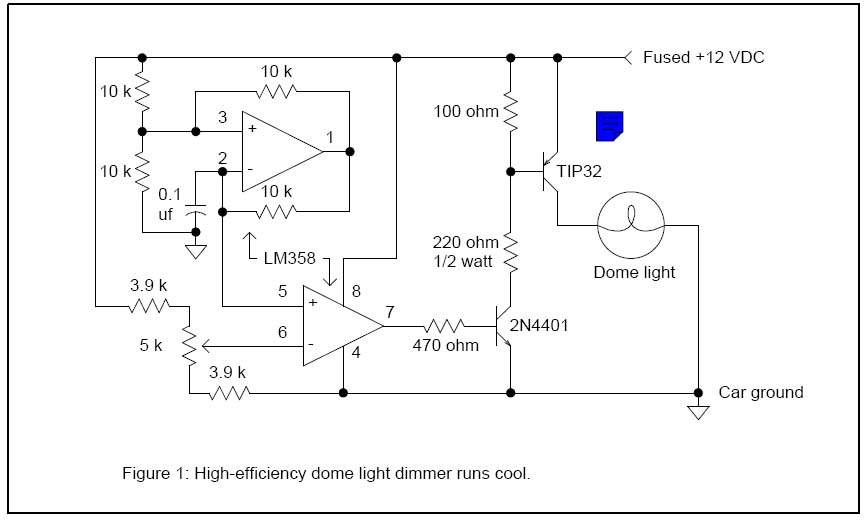 Fused +12 VDC
10 k
10 k
100 ohm
3
+
1
TIP32
10 k
2
-
10 k
0.1
uf
220 ohm
1/2 watt
LM358
Dome light
3.9 k
5
+
8
7
2N4401
5 k
6
-
4
470 ohm
3.9 k
Car ground
Figure 1: High-efficiency dome light dimmer runs cool.